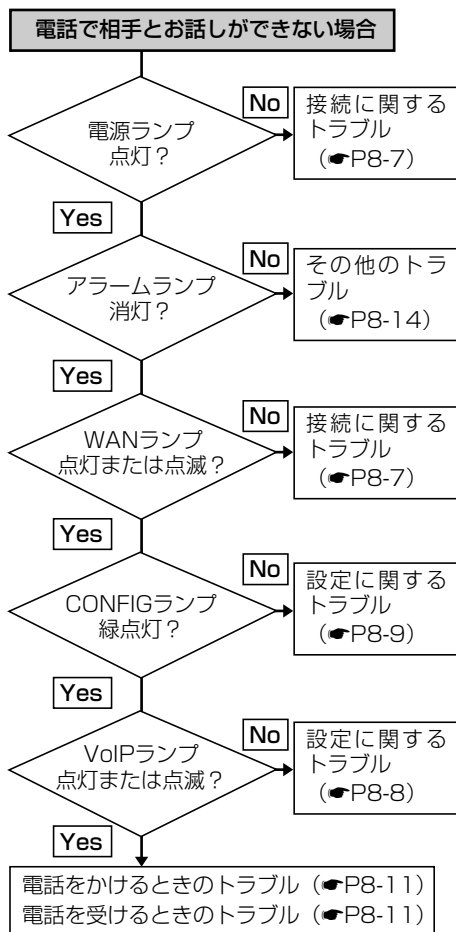 電話で相手とお話しができない場合
電源ランプ
点灯？
No
接続に関する
トラブル
（☛P8-7）
Yes
アラームランプ
消灯？
No
その他のトラ
ブル
（☛P8-14）
Yes
WANランプ
点灯または点滅？
No
接続に関する
トラブル
（☛P8-7）
Yes
CONFIGランプ
緑点灯？
No
設定に関する
トラブル
（☛P8-9）
Yes
VoIPランプ
点灯または点滅？
No
設定に関する
トラブル
（☛P8-8）
Yes
電話をかけるときのトラブル（☛P8-11）
電話を受けるときのトラブル（☛P8-11）